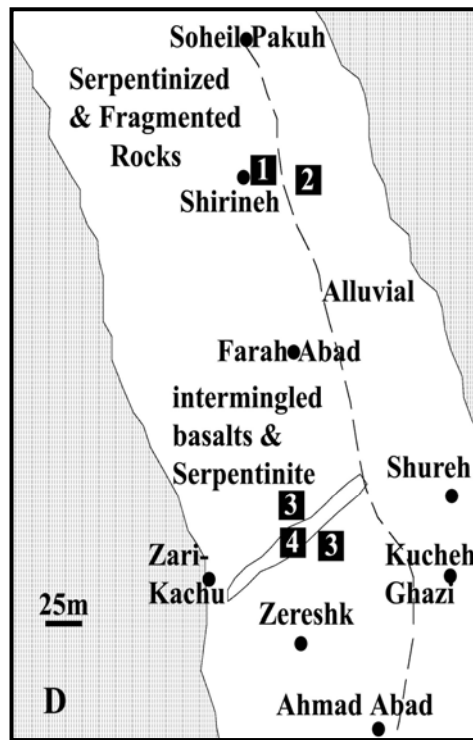 Soheil Pakuh
Serpentinized
& Fragmented
Rocks
1
2
Shirineh
Alluvial
Farah Abad
intermingled
basalts &
Serpentinite
Shureh
3
4
3
Zari-
Kachu
Kucheh
Ghazi
25m
Zereshk
D
Ahmad Abad